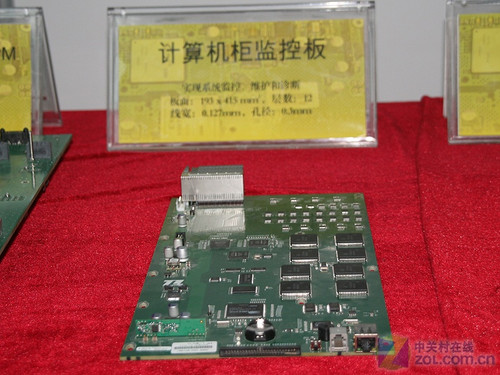 PM
计算机柜监控板
实现系统监控、维护和诊断
板面：193 x 415 mm²，层数：12
线宽：0.127mm，孔径：0.3mm
中关村在线
zol.com.cn